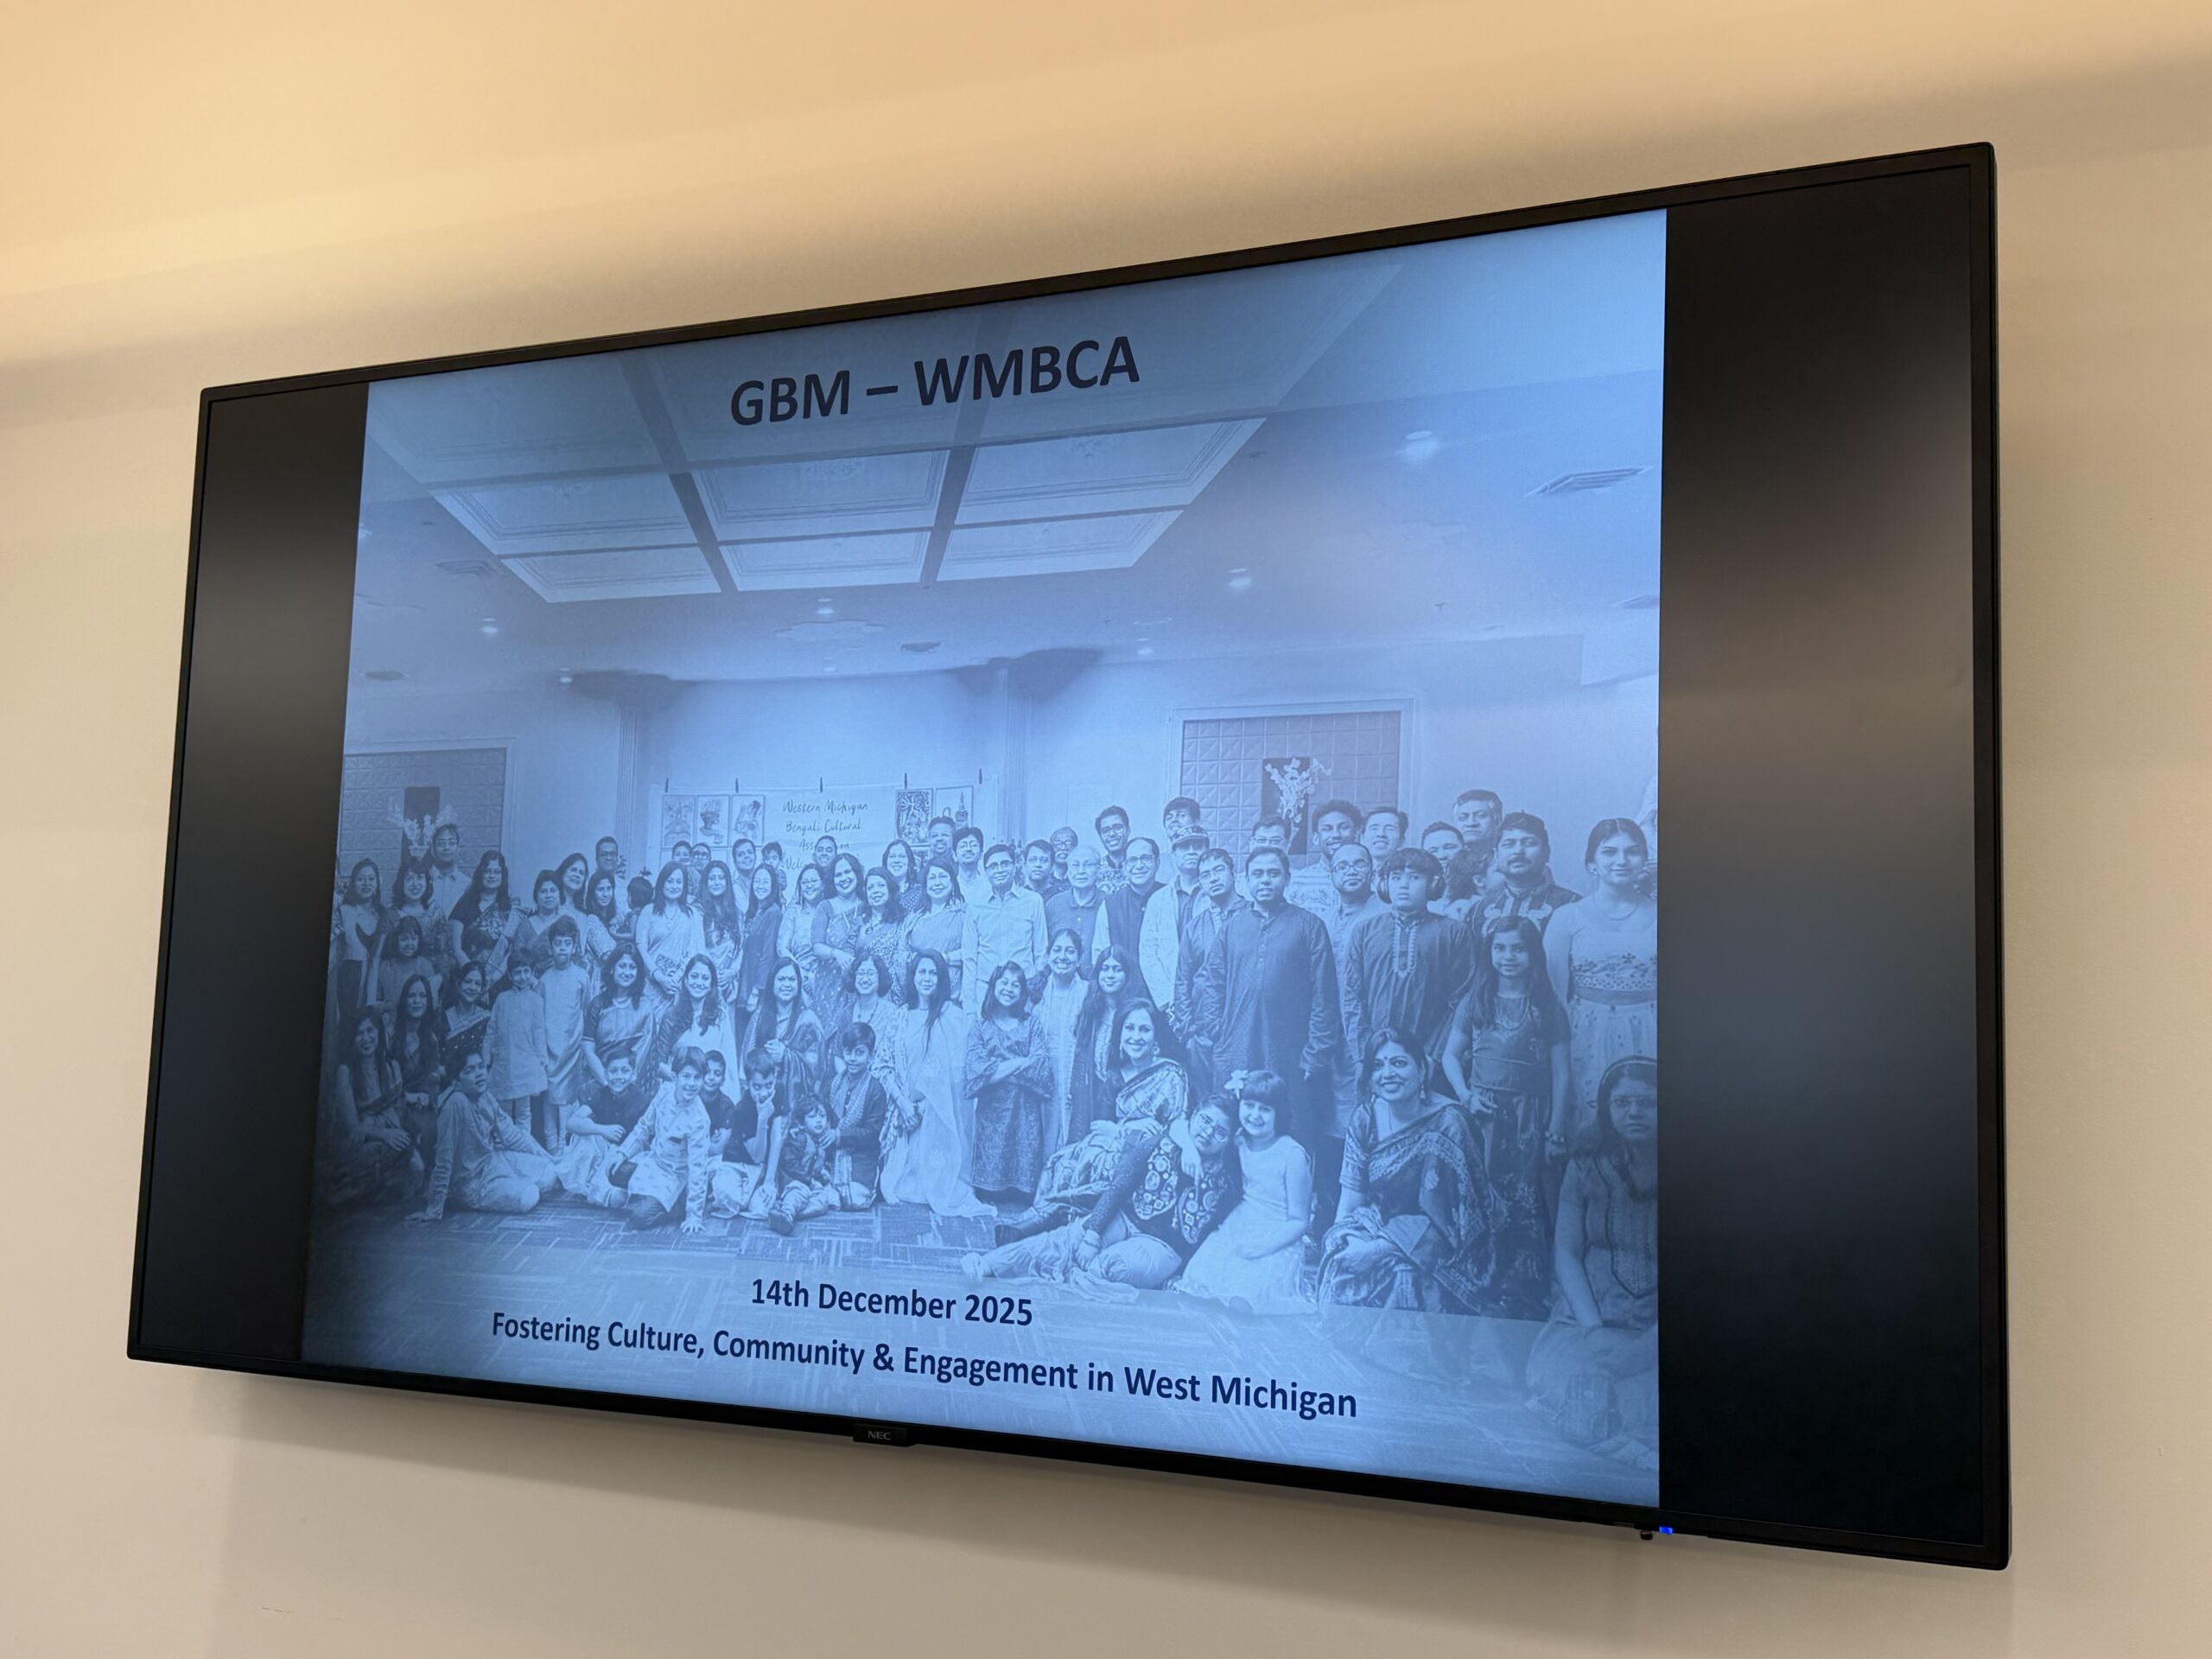 GBM – WMBCA
Western Michigan
Bengali Cultural
14th December 2025
Fostering Culture, Community & Engagement in West Michigan
NEC